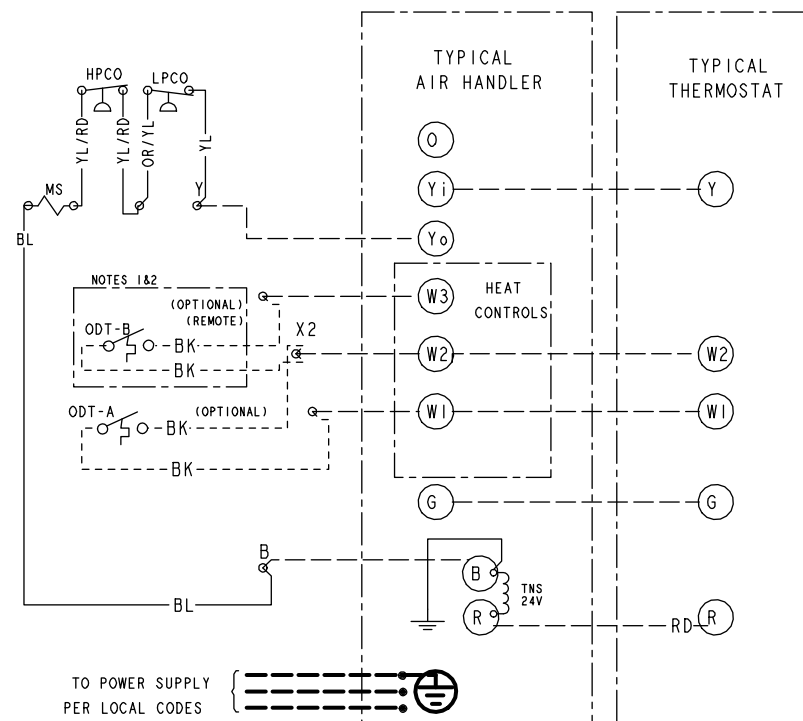 TYPICAL
AIR HANDLER
TYPICAL
THERMOSTAT
HPCO
LPCO
YL/RD
YL/RD
OR/YL
YL
O
MS
Y
Yi
Y
BL
Yo
NOTES 1&2
HEAT
CONTROLS
(OPTIONAL)
(REMOTE)
W3
ODT-B
X2
BK
BK
W2
W2
ODT-A
(OPTIONAL)
BK
BK
W1
W1
G
G
B
B
TNS
24V
BL
R
RD
R
TO POWER SUPPLY
PER LOCAL CODES